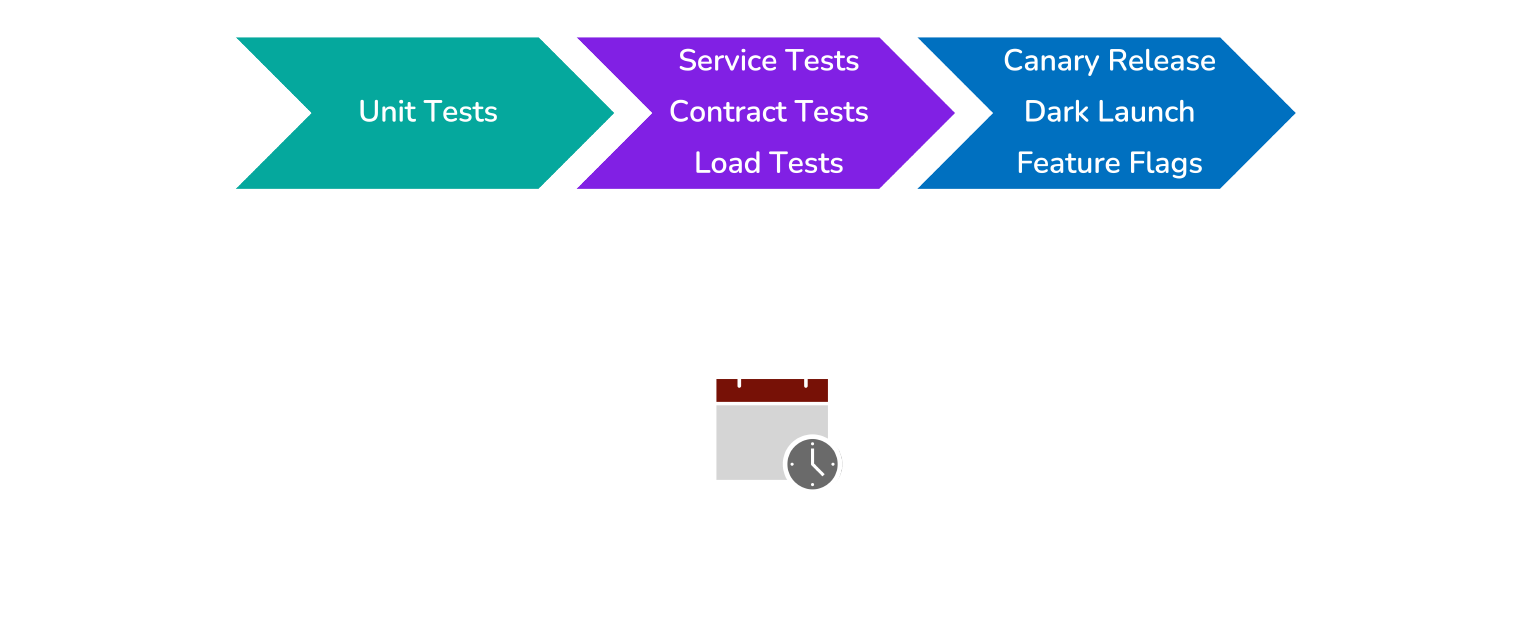 Unit Tests
Service Tests
Contract Tests
Load Tests
Canary Release
Dark Launch
Feature Flags